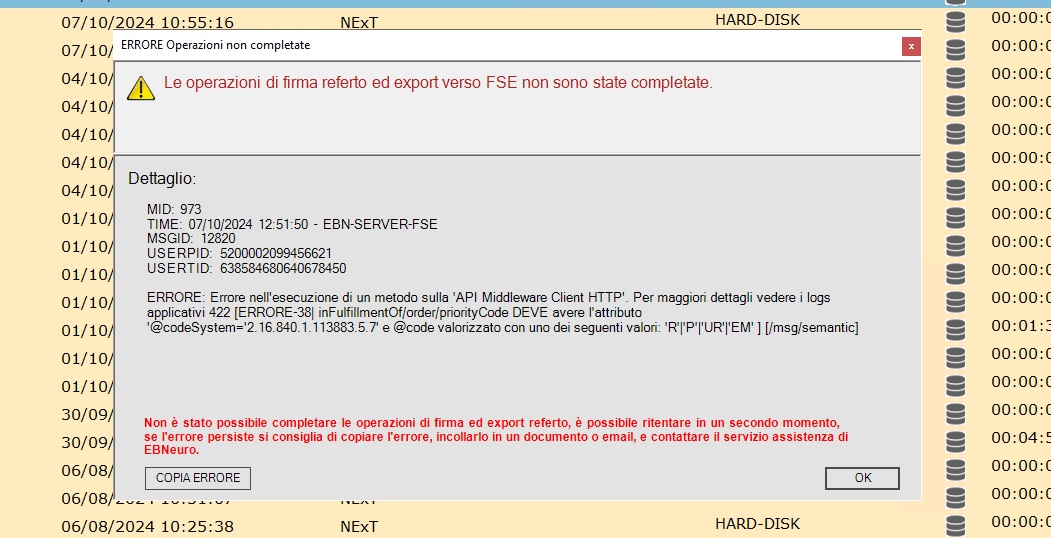 07/10/2024 10:55:16 NExT HARD-DISK 00:00:0
07/10/ 00:00:0
ERRORE Operazioni non completate x
04/10/ 00:00:0
Le operazioni di firma referto ed export verso FSE non sono state completate.
04/10/ 00:00:0
04/10/ 00:00:0
04/10/ 00:00:0
04/10/ 00:00:0
Dettaglio:
01/10/ 00:00:0
MID: 973
TIME: 07/10/2024 12:51:50 - EBN-SERVER-FSE
MSGID: 12820
USERPID: 5200002099456621
USERTID: 638584680640678450
01/10/ 00:00:0
01/10/ 00:00:0
01/10/ 00:00:0
ERRORE: Errore nell'esecuzione di un metodo sulla 'API Middleware Client HTTP'. Per maggiori dettagli vedere i logs
applicativi 422 [ERRORE-38| inFulfillmentOf/order/priorityCode DEVE avere l'attributo
'@codeSystem='2.16.840.1.113883.5.7' e @code valorizzato con uno dei seguenti valori: 'R'|'P'|'UR'|'EM' ] [/msg/semantic]
01/10/ 00:01:3
01/10/ 00:00:0
01/10/ 00:00:0
30/09/ 00:00:0
30/09/ 00:04:5
Non è stato possibile completare le operazioni di firma ed export referto, è possibile ritentare in un secondo momento,
se l'errore persiste si consiglia di copiare l'errore, incollarlo in un documento o email, e contattare il servizio assistenza di
EBNeuro.
06/08/ 00:00:0
COPIA ERRORE OK
06/08/ 00:00:0
06/08/2024 10:25:38 NExT HARD-DISK 00:00:0